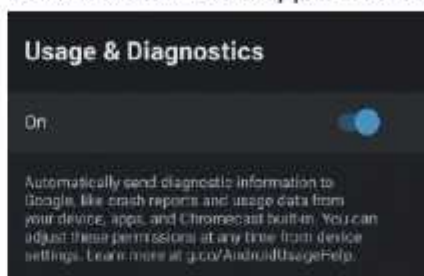 Usage & Diagnostics
On
Automatically send diagnostic information to
Google, like crash reports and usage data from
your device, apps, and Chromecast built-in. You can
adjust these permissions at any time from device
settings. Learn more at g.co/AndroidUsageHelp.